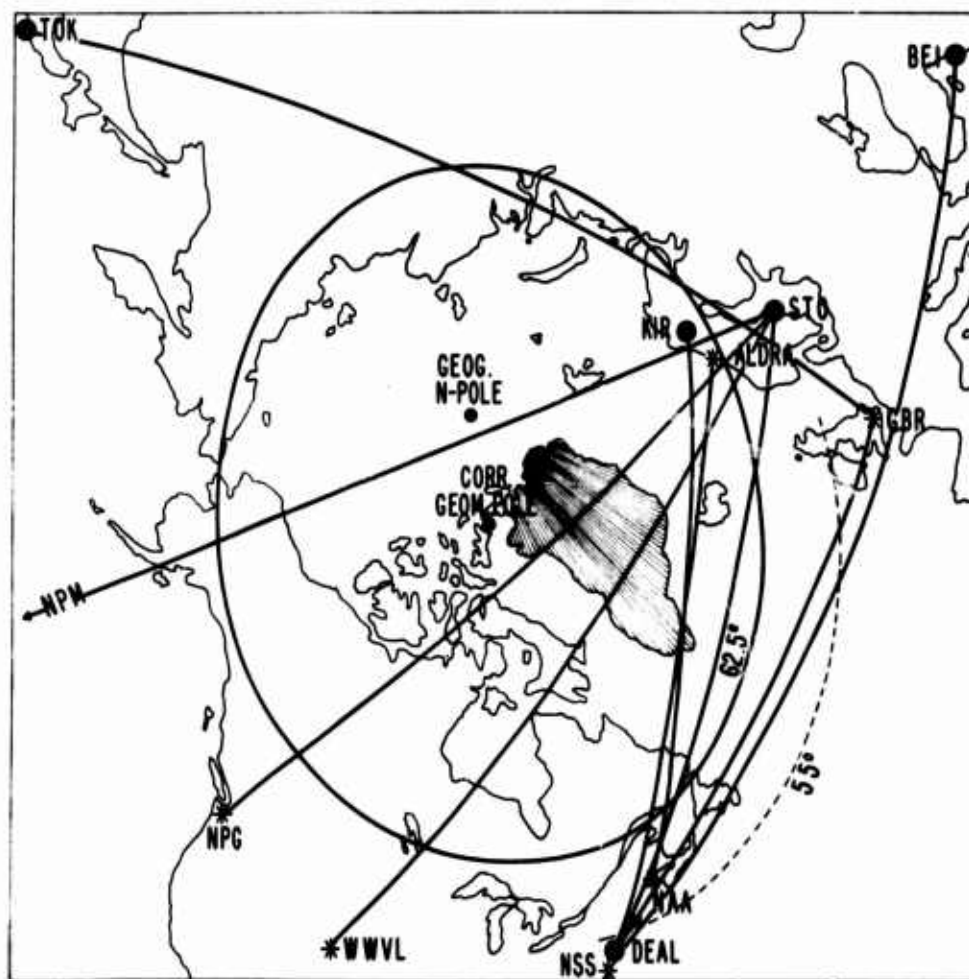 TOK
BEI
STO
KIR
ALDRA
GEOG.
N-POLE
GBR
CORR.
GEOM. POLE
NPM
62.5°
55°
NPG
NAA
WWVL
DEAL
NSS